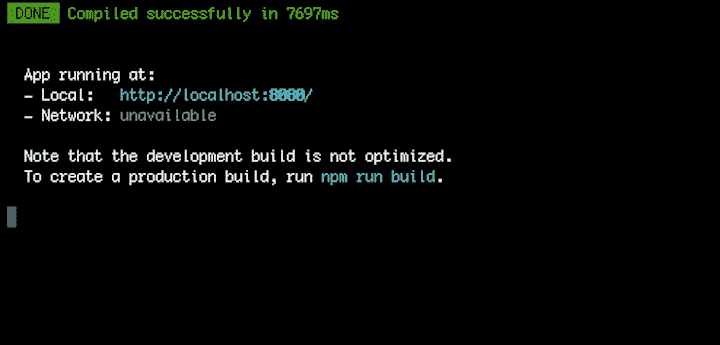 DONE Compiled successfully in 7697ms
App running at:
- Local: http://localhost:8080/
- Network: unavailable
Note that the development build is not optimized.
To create a production build, run npm run build.